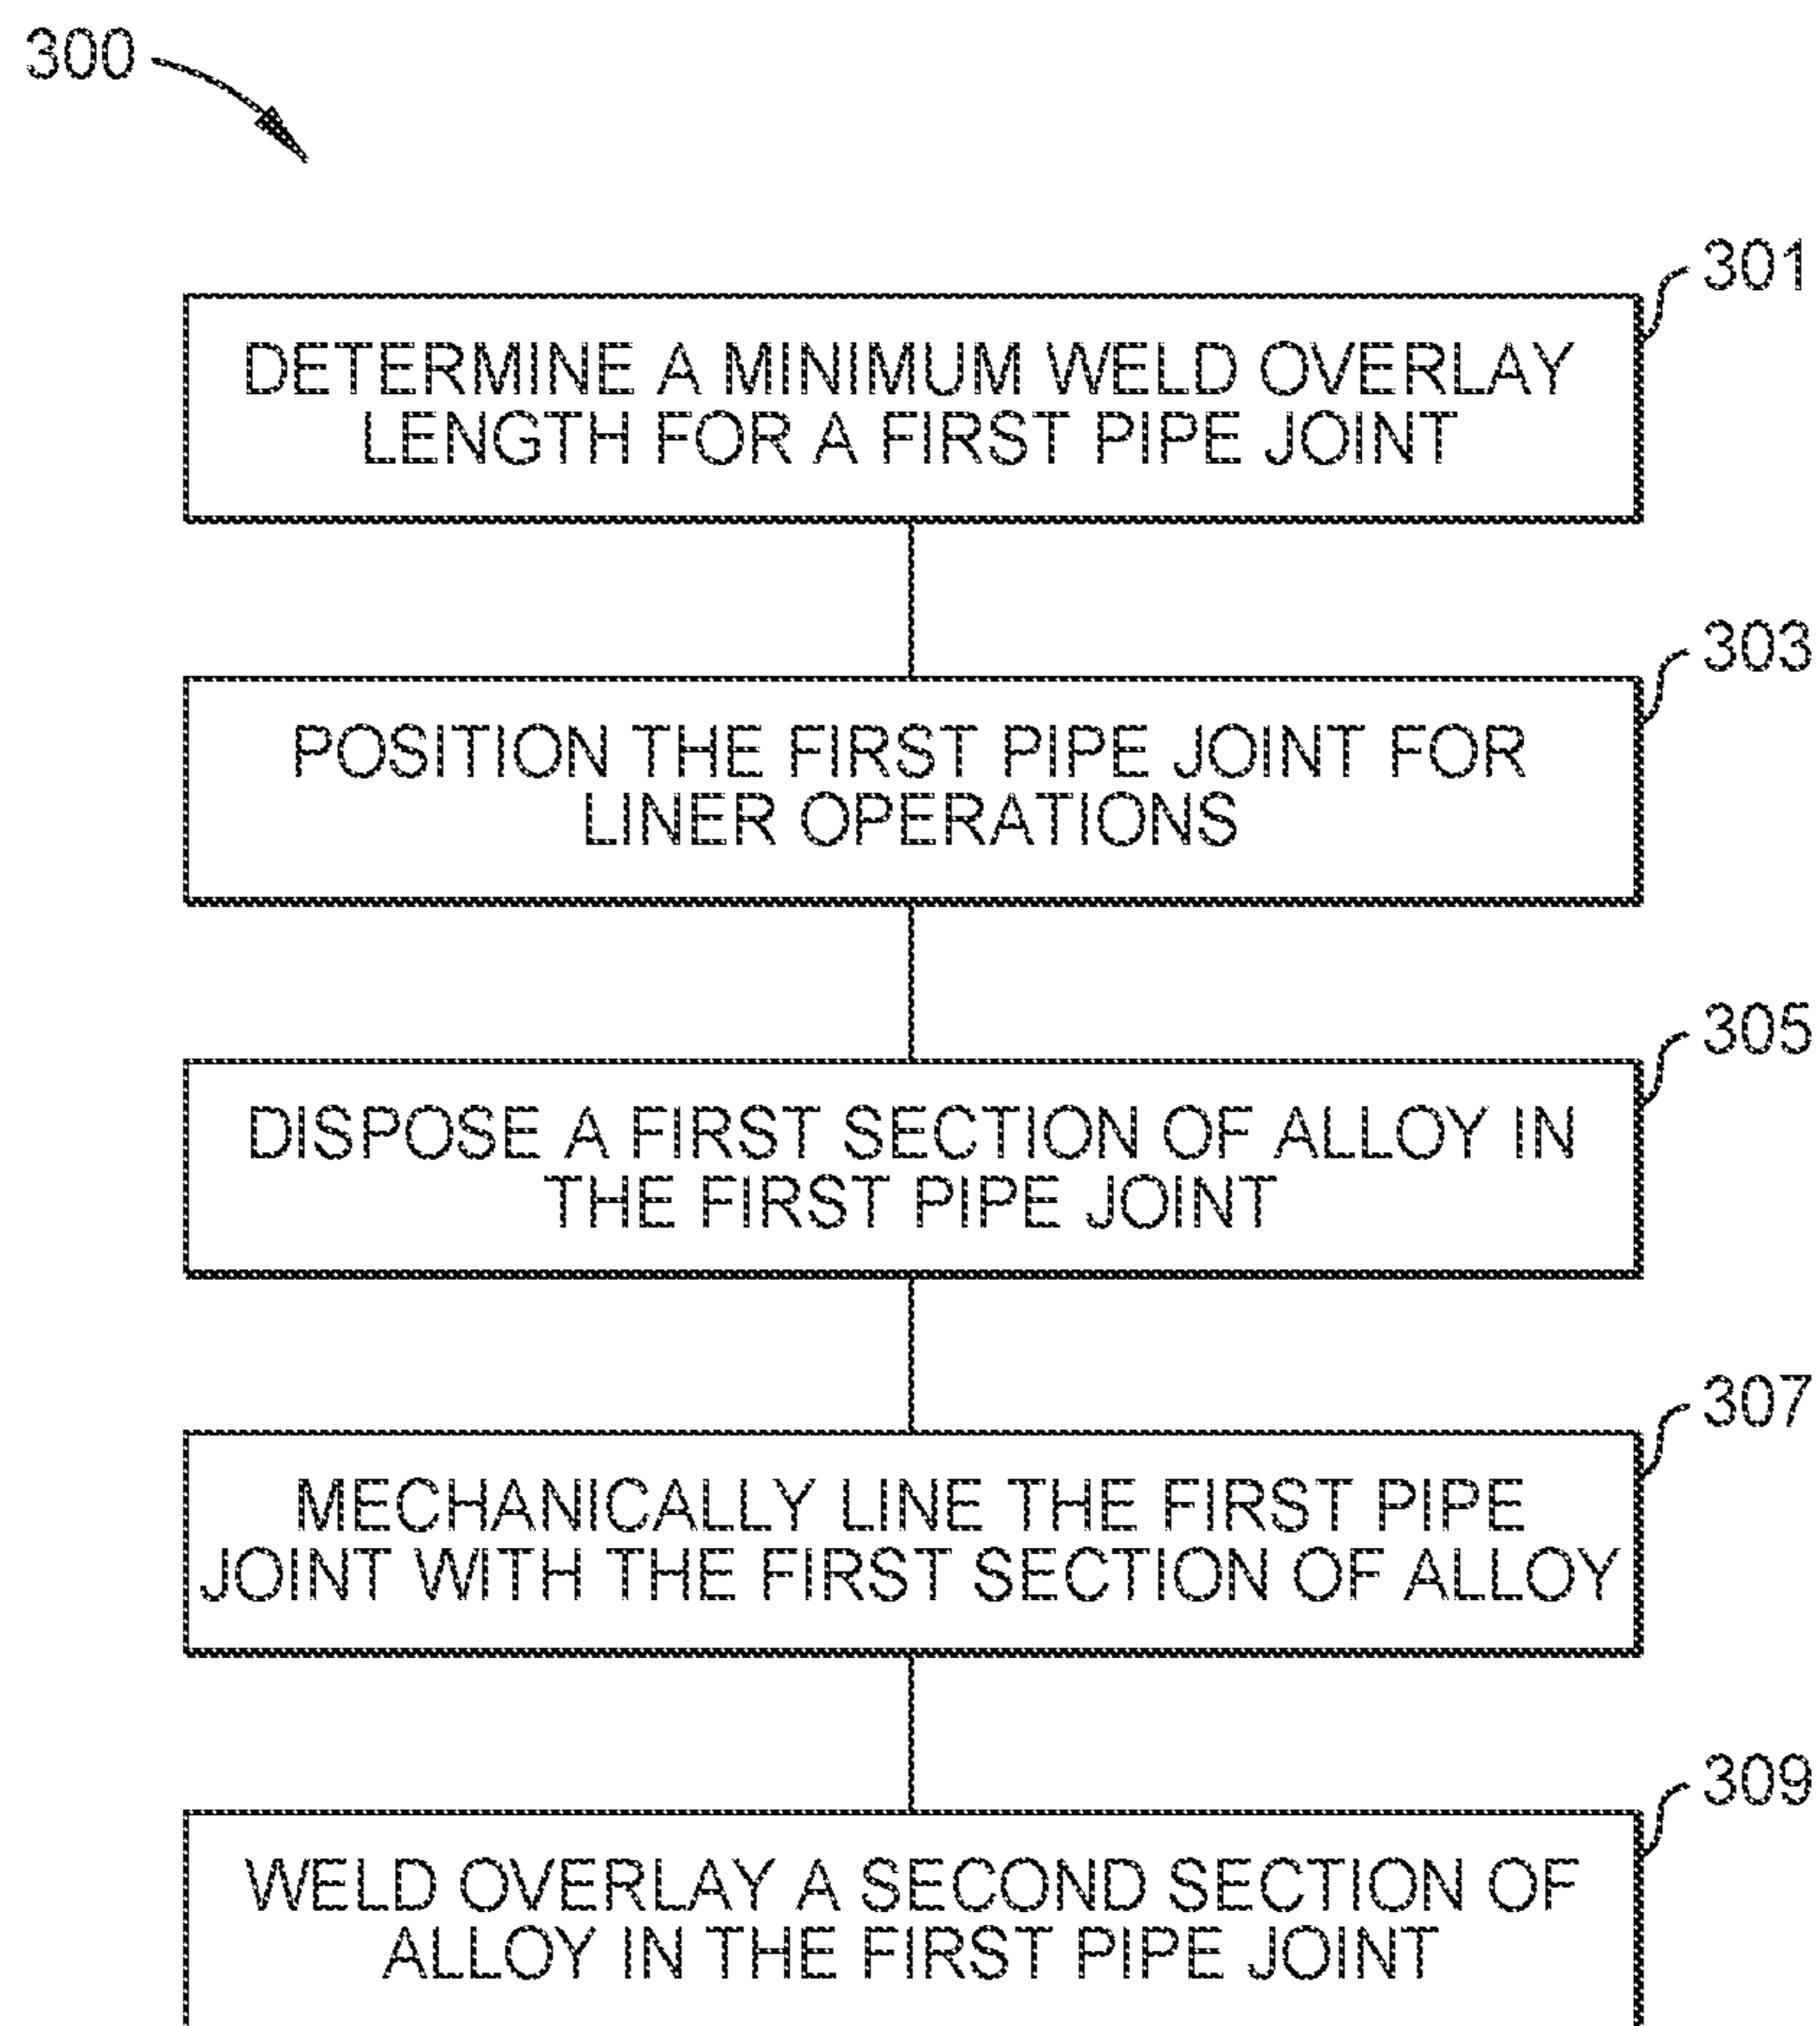 300
301
DETERMINE A MINIMUM WELD OVERLAY
LENGTH FOR A FIRST PIPE JOINT
303
POSITION THE FIRST PIPE JOINT FOR
LINER OPERATIONS
305
DISPOSE A FIRST SECTION OF ALLOY IN
THE FIRST PIPE JOINT
307
MECHANICALLY LINE THE FIRST PIPE
JOINT WITH THE FIRST SECTION OF ALLOY
309
WELD OVERLAY A SECOND SECTION OF
ALLOY IN THE FIRST PIPE JOINT